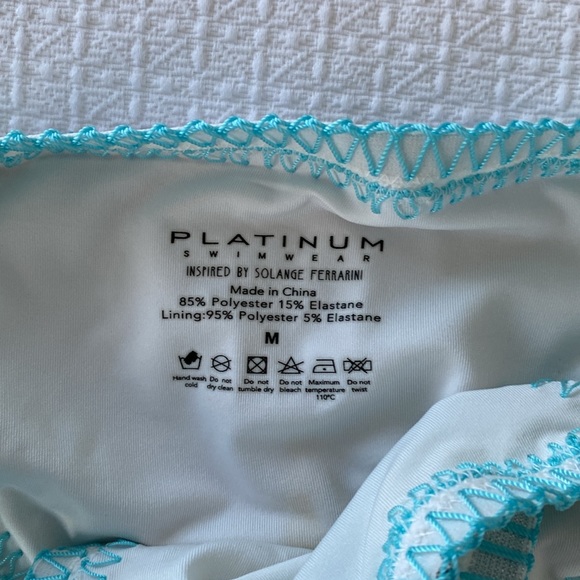 PLATINUM
SWIMWEAR
INSPIRED BY SOLANGE FERRARINI
Made in China
85% Polyester 15% Elastane
Lining:95% Polyester 5% Elastane
M
Hand wash cold
Do not dry clean
Do not tumble dry
Do not bleach
Maximum tamperature 110°C
Do not twist